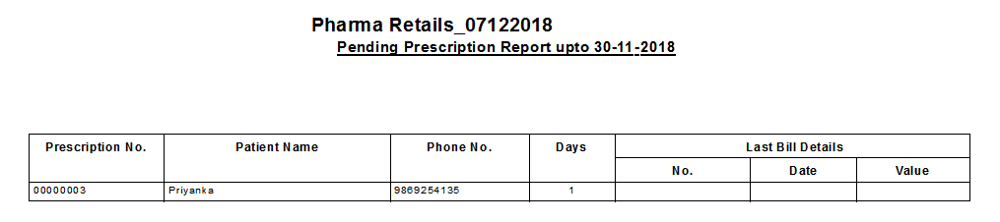 Pharma Retails_07122018
Pending Prescription Report upto 30-11-2018
Prescription No. Patient Name Phone No. Days Last Bill Details
No. Date Value
00000003 Priyanka 9869254135 1